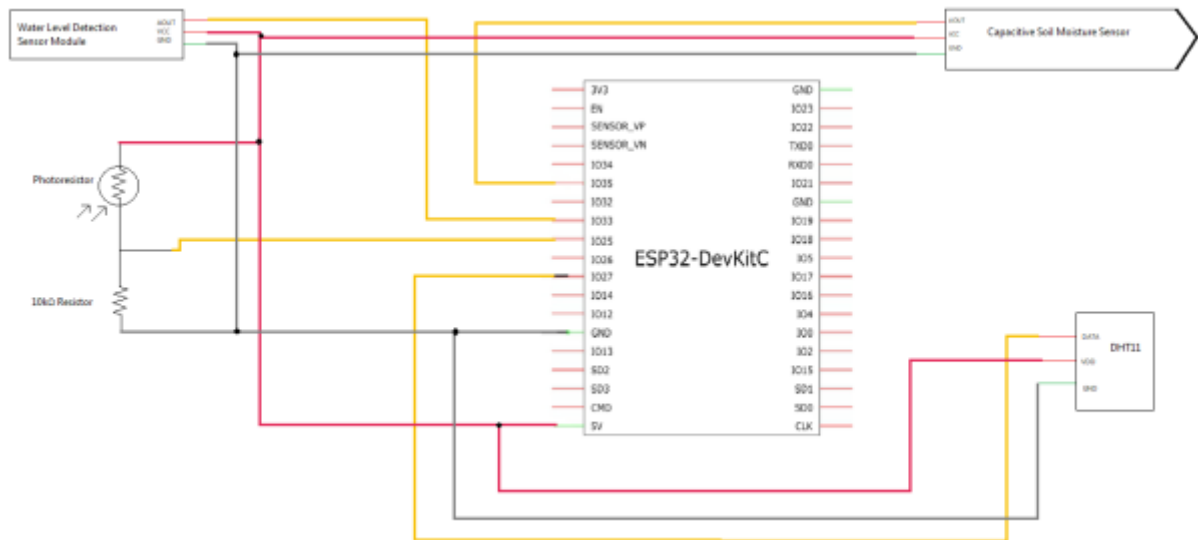 Water Level Detection
Sensor Module
AOUT
VCC
GND
AOUT
VCC
GND
Capacitive Soil Moisture Sensor
Photoresistor
10kΩ Resistor
3V3
EN
SENSOR_VP
SENSOR_VN
IO34
IO35
IO32
IO33
IO25
IO26
IO27
IO14
IO12
GND
IO13
SD2
SD3
CMD
5V
ESP32-DevKitC
GND
IO23
IO22
TXD0
RXD0
IO21
GND
IO19
IO18
IO5
IO17
IO16
IO4
IO0
IO2
IO15
SD1
SD0
CLK
DATA
VDD
GND
DHT11